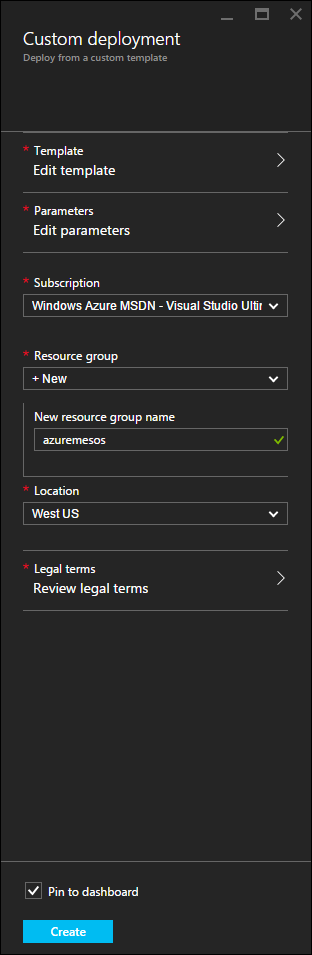 Custom deployment
Deploy from a custom template
* Template
Edit template
* Parameters
Edit parameters
* Subscription
Windows Azure MSDN - Visual Studio Ultir
* Resource group
+ New
New resource group name
azuremesos
* Location
West US
* Legal terms
Review legal terms
Pin to dashboard
Create